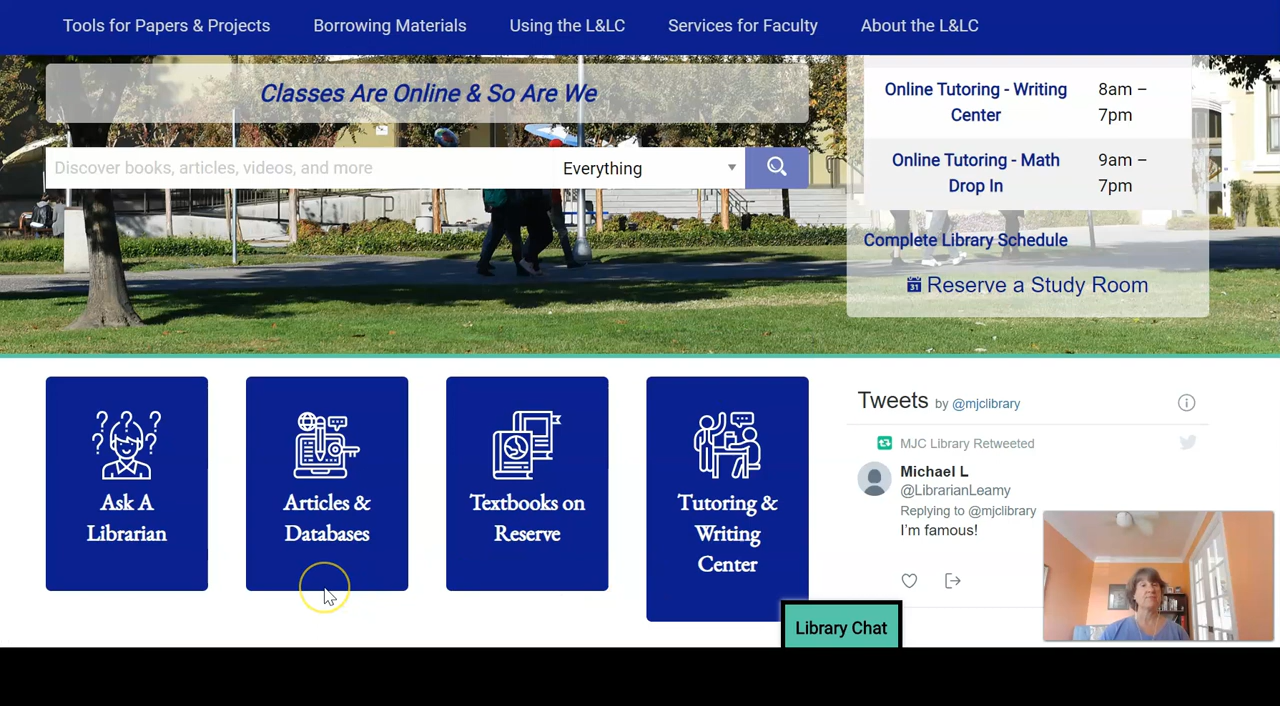 Tools for Papers & Projects
Borrowing Materials
Using the L&LC
Services for Faculty
About the L&LC
Classes Are Online & So Are We
Discover books, articles, videos, and more
Everything
Online Tutoring - Writing
Center
8am –
7pm
Online Tutoring - Math
Drop In
9am –
7pm
Complete Library Schedule
31
Reserve a Study Room
Ask A
Librarian
Articles &
Databases
Textbooks on
Reserve
Tutoring &
Writing
Center
Tweets by @mjclibrary
MJC Library Retweeted
Michael L
@LibrarianLeamy
Replying to @mjclibrary
I'm famous!
Library Chat